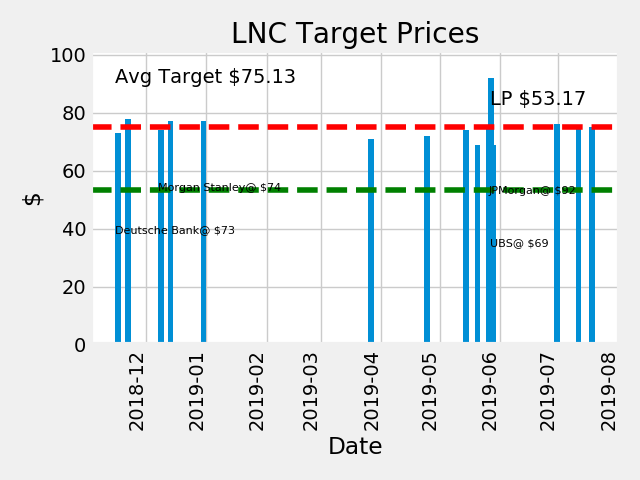 LNC Target Prices
100
Avg Target $75.13
LP $53.17
80
60
Morgan Stanley@ $74
JPMorgan@ $92
$
Deutsche Bank@ $73
40
UBS@ $69
20
0
2018-12
2019-01
2019-02
2019-03
2019-04
2019-05
2019-06
2019-07
2019-08
Date